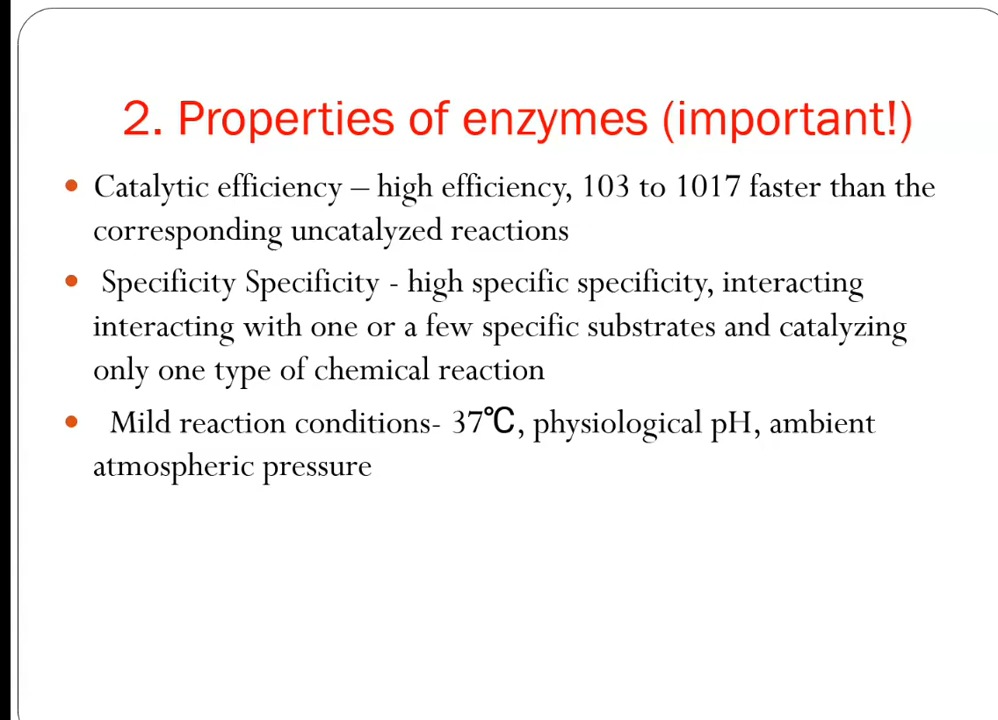 2. Properties of enzymes (important!)
• Catalytic efficiency – high efficiency, 103 to 1017 faster than the
corresponding uncatalyzed reactions
• Specificity Specificity - high specific specificity, interacting
interacting with one or a few specific substrates and catalyzing
only one type of chemical reaction
• Mild reaction conditions- 37℃, physiological pH, ambient
atmospheric pressure